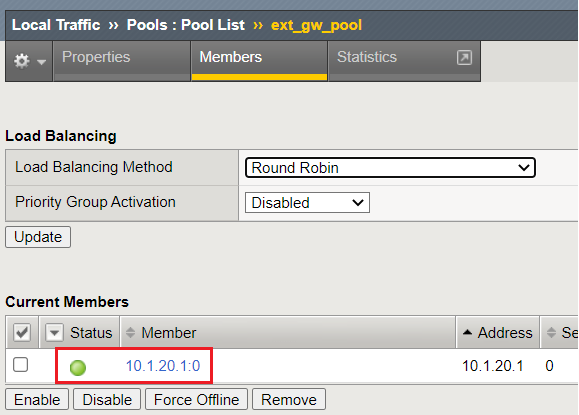 Local Traffic ›› Pools : Pool List ›› ext_gw_pool
Properties Members Statistics
Load Balancing
Load Balancing Method Round Robin
Priority Group Activation Disabled
Update
Current Members
Status Member Address Se
10.1.20.1:0 10.1.20.1 0
Enable Disable Force Offline Remove